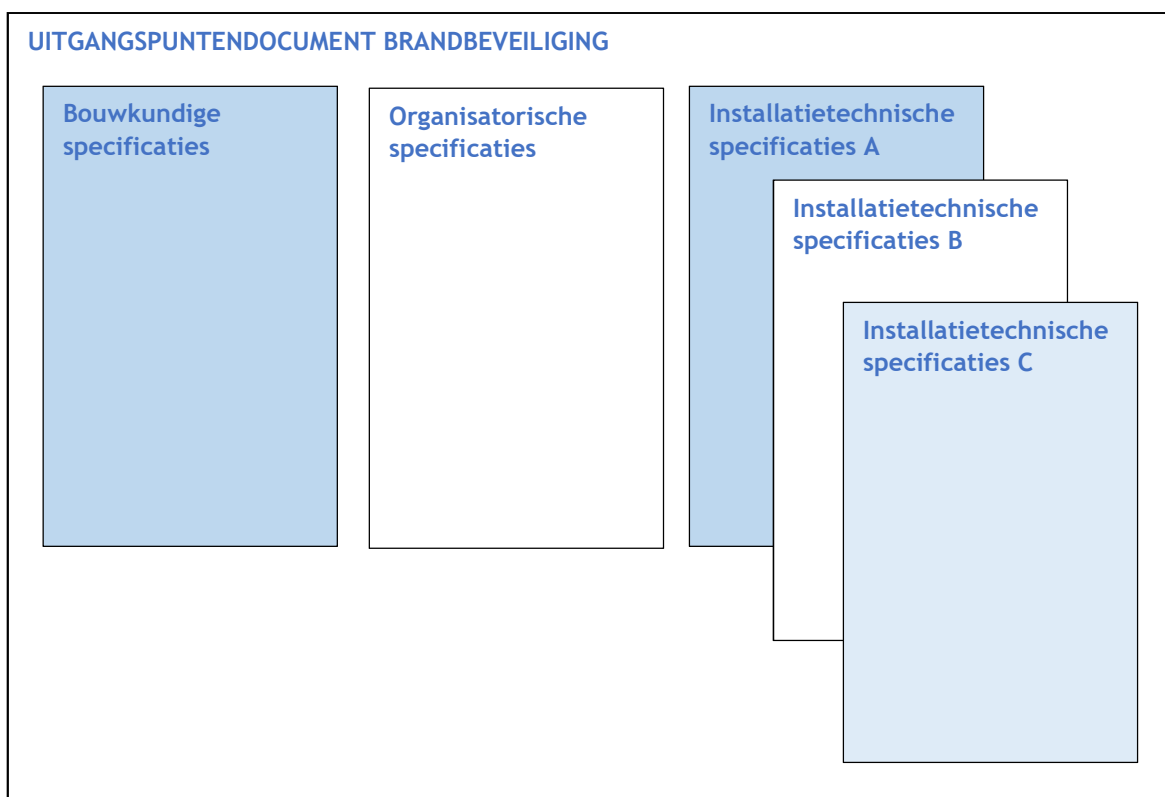 UITGANGSPUNTENDOCUMENT BRANDBEVEILIGING
Bouwkundige
specificaties
Organisatorische
specificaties
Installatietechnische
specificaties A
Installatietechnische
specificaties B
Installatietechnische
specificaties C